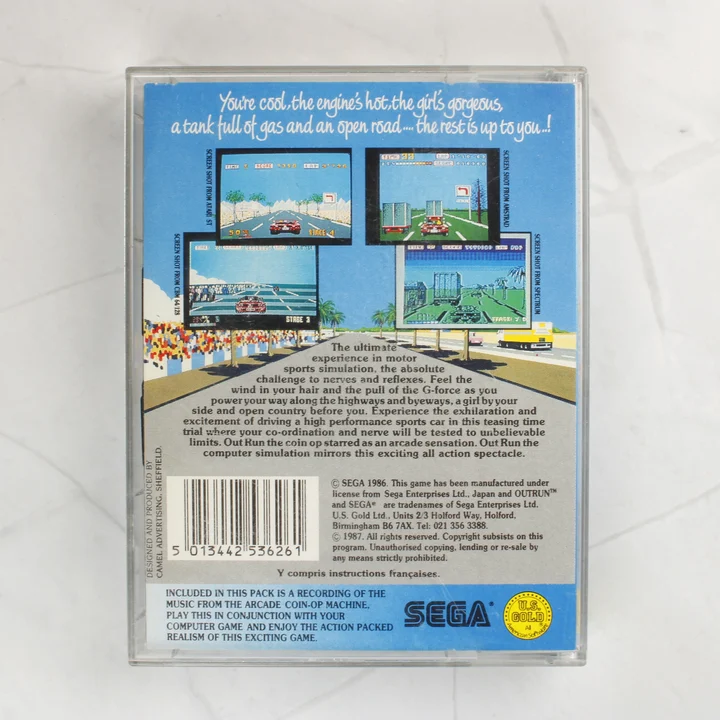 You're cool, the engine's hot, the girl's gorgeous,
a tank full of gas and an open road.... the rest is up to you..!
SCREEN SHOT FROM ATARI ST
SCREEN SHOT FROM AMSTRAD
STAGE 4
SCREEN SHOT FROM CBM 64/128
SCREEN SHOT FROM SPECTRUM
STAGE 3
The ultimate
experience in motor
sports simulation, the absolute
challenge to nerves and reflexes. Feel the
wind in your hair and the pull of the G-force as you
power your way along the highways and byeways, a girl by your
side and open country before you. Experience the exhilaration and
excitement of driving a high performance sports car in this teasing time
trial where your co-ordination and nerve will be tested to unbelievable
limits. Out Run the coin op starred as an arcade sensation. Out Run the
computer simulation mirrors this exciting all action spectacle.
DESIGNED AND PRODUCED BY
CAMEL ADVERTISING. SHEFFIELD.
5 013442 536261
© SEGA 1986. This game has been manufactured under
license from Sega Enterprises Ltd., Japan and OUTRUN™
and SEGA® are tradenames of Sega Enterprises Ltd.
U.S. Gold Ltd., Units 2/3 Holford Way, Holford,
Birmingham B6 7AX. Tel: 021 356 3388.
© 1987. All rights reserved. Copyright subsists on this
program. Unauthorised copying, lending or re-sale by
any means strictly prohibited.
Y compris instructions françaises.
INCLUDED IN THIS PACK IS A RECORDING OF THE
MUSIC FROM THE ARCADE COIN-OP MACHINE,
PLAY THIS IN CONJUNCTION WITH YOUR
COMPUTER GAME AND ENJOY THE ACTION PACKED
REALISM OF THIS EXCITING GAME.
SEGA®
U.S.
GOLD
All
American Software